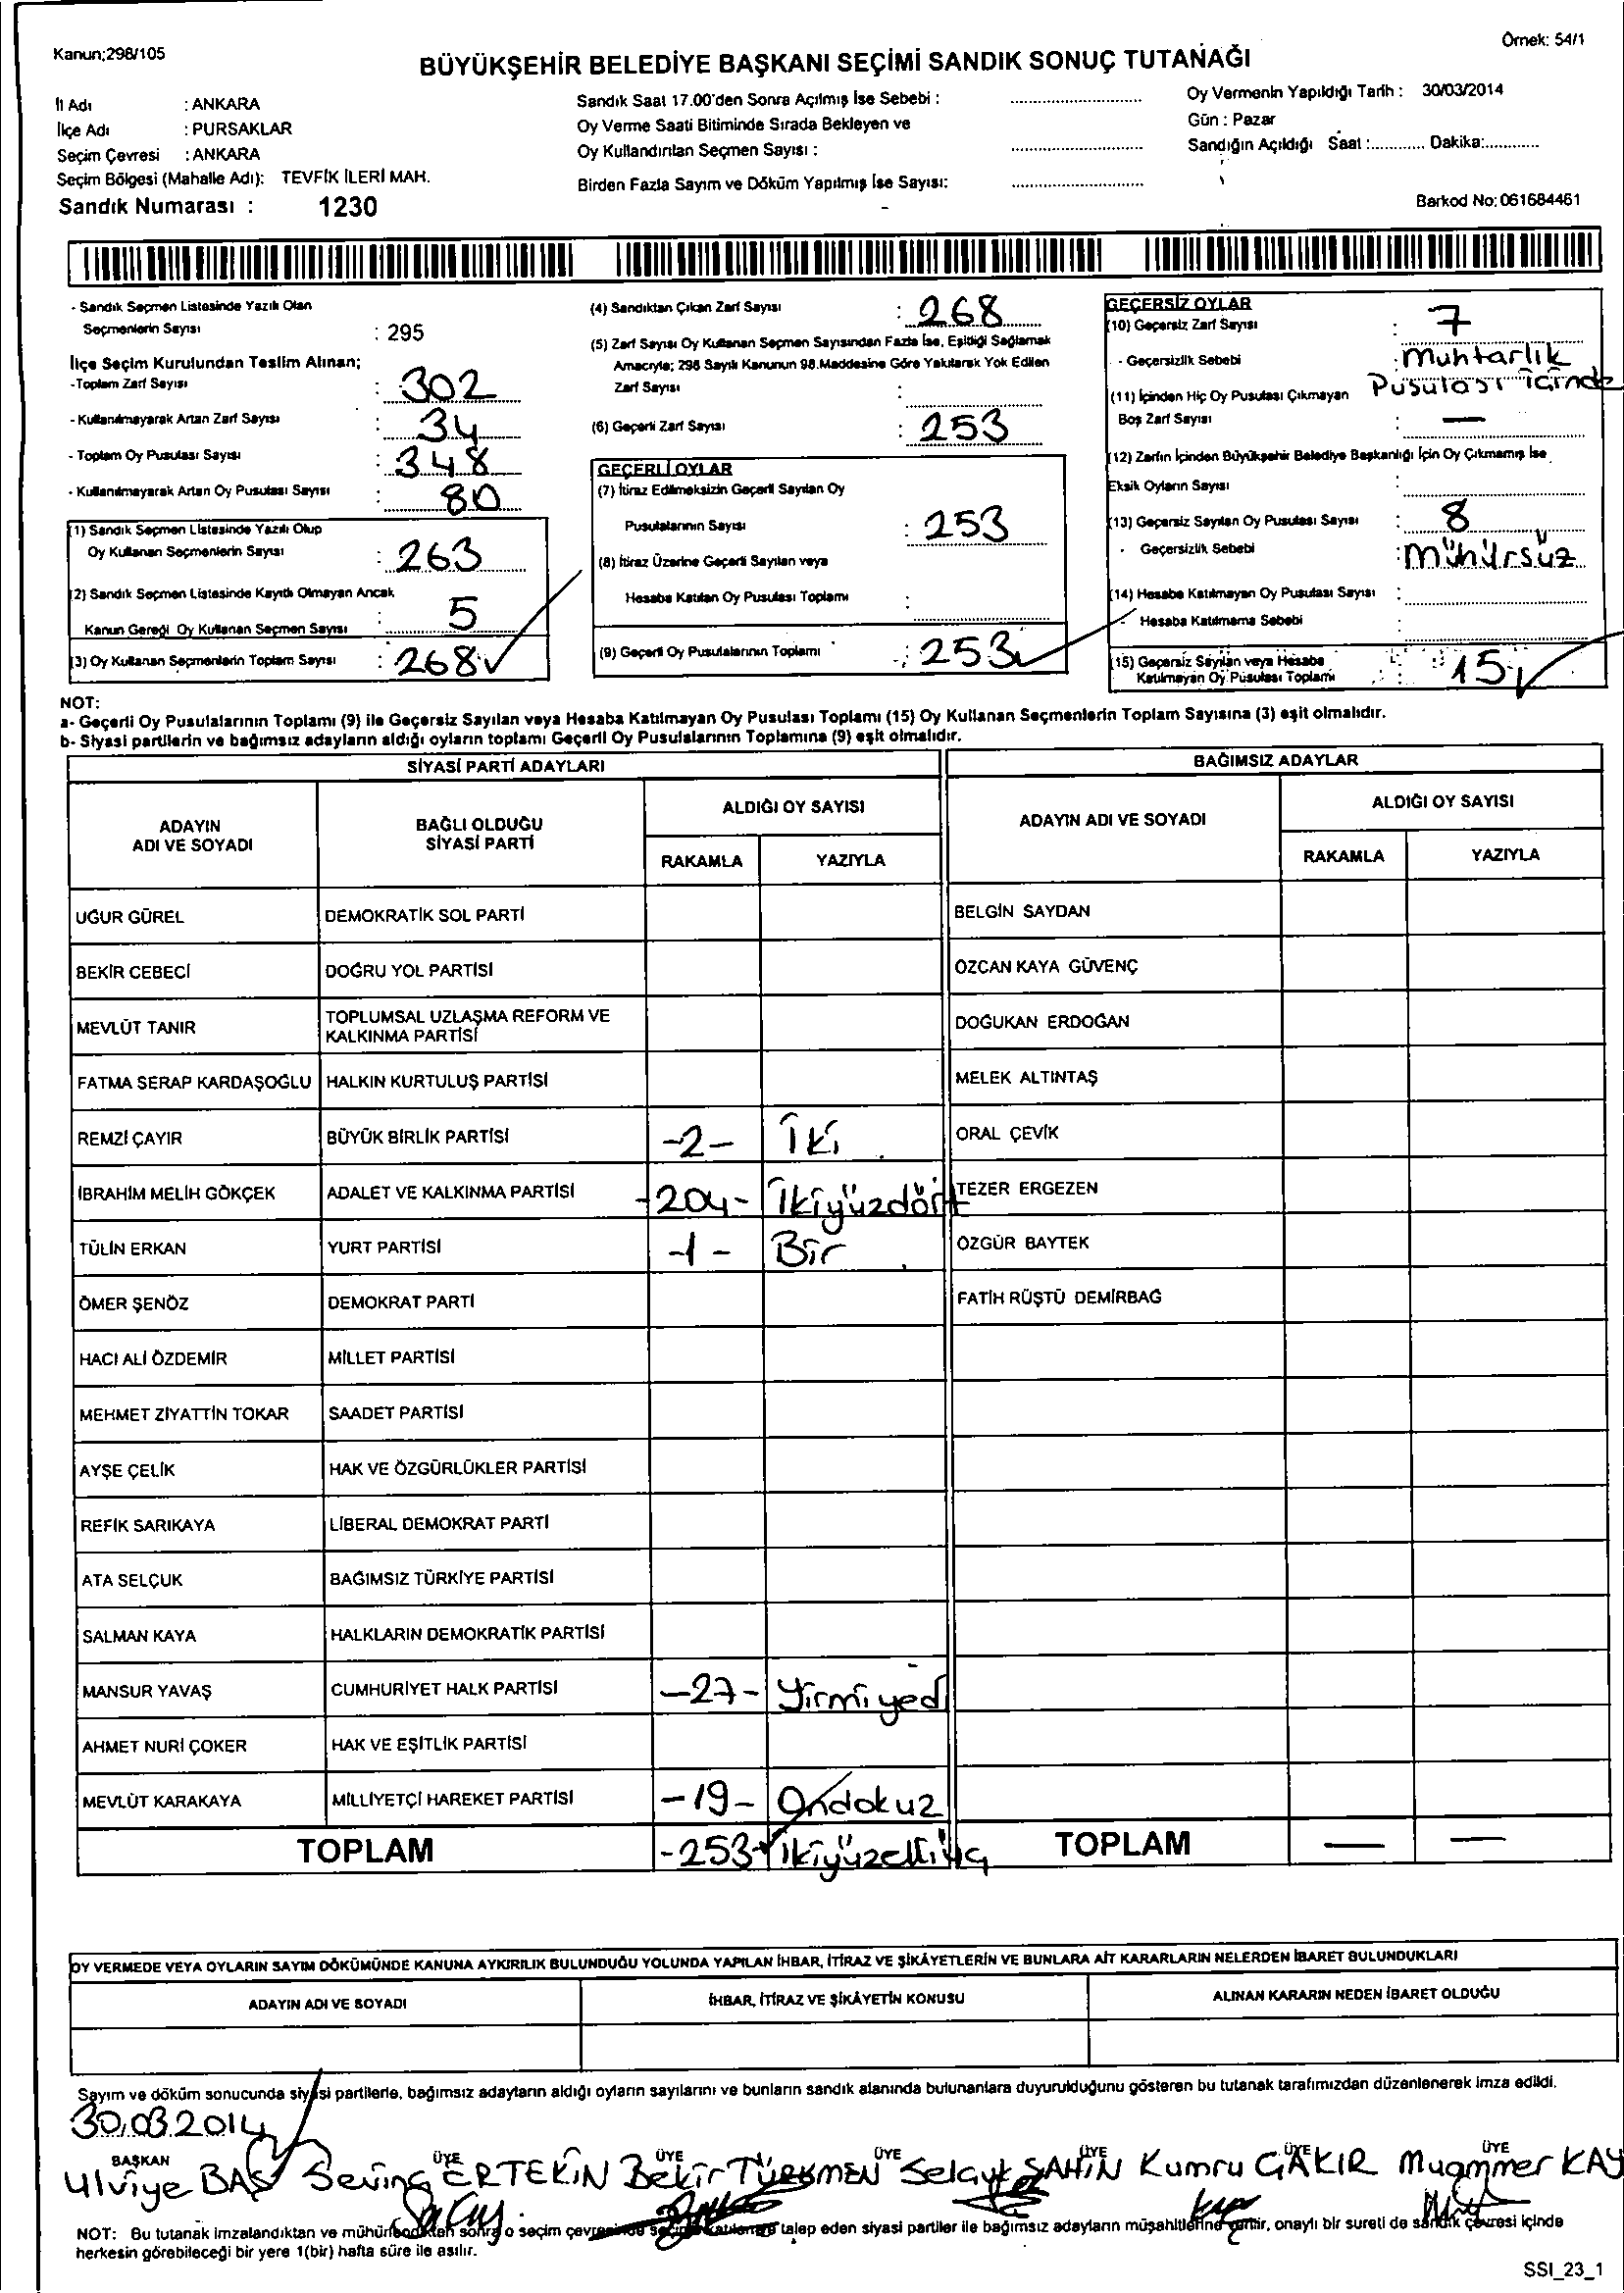 Kanun;298/105
Örnek: 54/1
BÜYÜKŞEHİR BELEDİYE BAŞKANI SEÇİMİ SANDIK SONUÇ TUTANAĞI
İl Adı : ANKARA
İlçe Adı : PURSAKLAR
Seçim Çevresi : ANKARA
Seçim Bölgesi (Mahalle Adı): TEVFİK İLERİ MAH.
Sandık Numarası : 1230
Sandık Saat 17.00'den Sonra Açılmış İse Sebebi :
Oy Verme Saati Bitiminde Sırada Bekleyen ve
Oy Kullandırılan Seçmen Sayısı :
Birden Fazla Sayım ve Döküm Yapılmış İse Sayısı:
Oy Vermenin Yapıldığı Tarih : 30/03/2014
Gün : Pazar
Sandığın Açıldığı Saat :............ Dakika:............
Barkod No: 061684461
- Sandık Seçmen Listesinde Yazılı Olan
Seçmenlerin Sayısı : 295
İlçe Seçim Kurulundan Teslim Alınan;
-Toplam Zarf Sayısı : 302
- Kullanılmayarak Artan Zarf Sayısı : 34
- Toplam Oy Pusulası Sayısı : 348
- Kullanılmayarak Artan Oy Pusulası Sayısı : 80
(1) Sandık Seçmen Listesinde Yazılı Olup
Oy Kullanan Seçmenlerin Sayısı : 263
(2) Sandık Seçmen Listesinde Kayıtlı Olmayan Ancak
Kanun Gereği Oy Kullanan Seçmen Sayısı : 5
(3) Oy Kullanan Seçmenlerin Toplam Sayısı : 268
(4) Sandıktan Çıkan Zarf Sayısı : 268
(5) Zarf Sayısı Oy Kullanan Seçmen Sayısından Fazla İse, Eşitliği Sağlamak
Amacıyla; 298 Sayılı Kanunun 98.Maddesine Göre Yakılarak Yok Edilen
Zarf Sayısı :
(6) Geçerli Zarf Sayısı : 253
GEÇERLİ OYLAR
(7) İtiraz Edilmeksizin Geçerli Sayılan Oy
Pusulalarının Sayısı : 253
(8) İtiraz Üzerine Geçerli Sayılan veya
Hesaba Katılan Oy Pusulası Toplamı :
(9) Geçerli Oy Pusulalarının Toplamı : 253
GEÇERSİZ OYLAR
(10) Geçersiz Zarf Sayısı : 7
- Geçersizlik Sebebi : Muhtarlık
Pusulası içinde
(11) İçinden Hiç Oy Pusulası Çıkmayan
Boş Zarf Sayısı : —
(12) Zarfın İçinden Büyükşehir Belediye Başkanlığı İçin Oy Çıkmamış İse
Eksik Oyların Sayısı :
(13) Geçersiz Sayılan Oy Pusulası Sayısı : 8
- Geçersizlik Sebebi : Mühürsüz
(14) Hesaba Katılmayan Oy Pusulası Sayısı :
- Hesaba Katılmama Sebebi :
(15) Geçersiz Sayılan veya Hesaba
Katılmayan Oy Pusulası Toplamı : 15
NOT:
a- Geçerli Oy Pusulalarının Toplamı (9) ile Geçersiz Sayılan veya Hesaba Katılmayan Oy Pusulası Toplamı (15) Oy Kullanan Seçmenlerin Toplam Sayısına (3) eşit olmalıdır.
b- Siyasi partilerin ve bağımsız adayların aldığı oyların toplamı Geçerli Oy Pusulalarının Toplamına (9) eşit olmalıdır.
SİYASİ PARTİ ADAYLARI
ADAYIN ADI VE SOYADI
BAĞLI OLDUĞU SİYASİ PARTİ
ALDIĞI OY SAYISI
RAKAMLA YAZIYLA
UĞUR GÜREL DEMOKRATİK SOL PARTİ
BEKİR CEBECİ DOĞRU YOL PARTİSİ
MEVLÜT TANIR TOPLUMSAL UZLAŞMA REFORM VE KALKINMA PARTİSİ
FATMA SERAP KARDAŞOĞLU HALKIN KURTULUŞ PARTİSİ
REMZİ ÇAYIR BÜYÜK BİRLİK PARTİSİ -2- İki
İBRAHİM MELİH GÖKÇEK ADALET VE KALKINMA PARTİSİ -204- İkiyüzdört
TÜLİN ERKAN YURT PARTİSİ -1- Bir
ÖMER ŞENÖZ DEMOKRAT PARTİ
HACI ALİ ÖZDEMİR MİLLET PARTİSİ
MEHMET ZİYATTİN TOKAR SAADET PARTİSİ
AYŞE ÇELİK HAK VE ÖZGÜRLÜKLER PARTİSİ
REFİK SARIKAYA LİBERAL DEMOKRAT PARTİ
ATA SELÇUK BAĞIMSIZ TÜRKİYE PARTİSİ
SALMAN KAYA HALKLARIN DEMOKRATİK PARTİSİ
MANSUR YAVAŞ CUMHURİYET HALK PARTİSİ -27- Yirmiyedi
AHMET NURİ ÇOKER HAK VE EŞİTLİK PARTİSİ
MEVLÜT KARAKAYA MİLLİYETÇİ HAREKET PARTİSİ -19- Ondokuz
TOPLAM -253- İkiyüzelliüç
BAĞIMSIZ ADAYLAR
ADAYIN ADI VE SOYADI
ALDIĞI OY SAYISI
RAKAMLA YAZIYLA
BELGİN SAYDAN
ÖZCAN KAYA GÜVENÇ
DOĞUKAN ERDOĞAN
MELEK ALTINTAŞ
ORAL ÇEVİK
TEZER ERGEZEN
ÖZGÜR BAYTEK
FATİH RÜŞTÜ DEMİRBAĞ
TOPLAM — —
OY VERMEDE VEYA OYLARIN SAYIM DÖKÜMÜNDE KANUNA AYKIRILIK BULUNDUĞU YOLUNDA YAPILAN İHBAR, İTİRAZ VE ŞİKÂYETLERİN VE BUNLARA AİT KARARLARIN NELERDEN İBARET BULUNDUKLARI
ADAYIN ADI VE SOYADI İHBAR, İTİRAZ VE ŞİKÂYETİN KONUSU ALINAN KARARIN NEDEN İBARET OLDUĞU
Sayım ve döküm sonucunda siyasi partilerle, bağımsız adayların aldığı oyların sayılarını ve bunların sandık alanında bulunanlara duyurulduğunu gösteren bu tutanak tarafımızdan düzenlenerek imza edildi.
30.03.2014
BAŞKAN ÜYE ÜYE ÜYE ÜYE ÜYE ÜYE
Ulviye BAŞ Sevinç ERTEKİN Bekir TÜRKMEN Selçuk ŞAHİN Kumru ÇAKIR Muammer KAY
NOT: Bu tutanak imzalandıktan ve mühürlendikten sonra o seçim çevresinde seçime katılmayı talep eden siyasi partiler ile bağımsız adayların müşahitlerine verilir, onaylı bir sureti de sandık çevresi içinde
herkesin görebileceği bir yere 1(bir) hafta süre ile asılır.
SSI_23_1